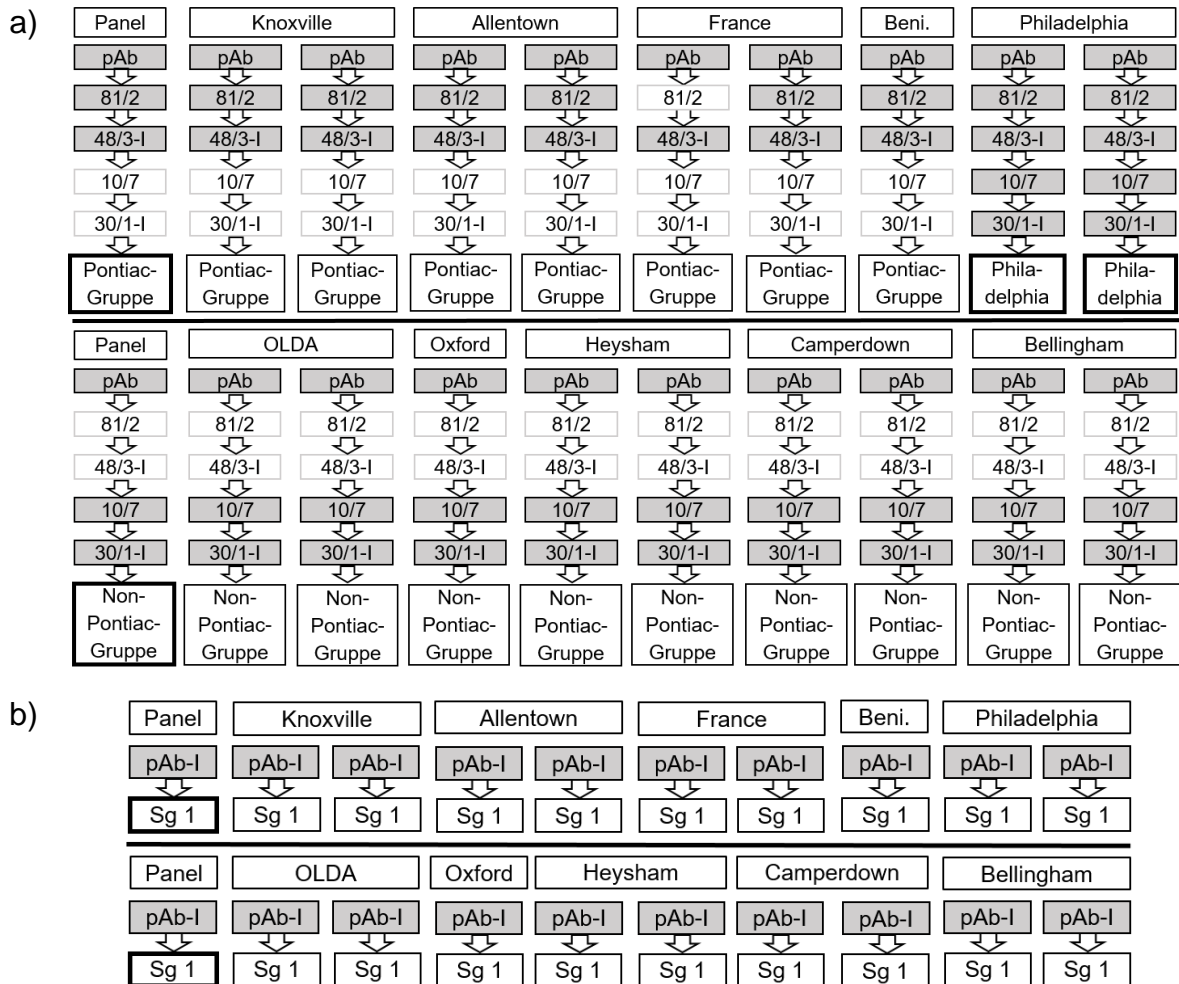 a)
Panel Knoxville Allentown France Beni. Philadelphia
pAb pAb pAb pAb pAb pAb pAb pAb pAb pAb
81/2 81/2 81/2 81/2 81/2 81/2 81/2 81/2 81/2 81/2
48/3-I 48/3-I 48/3-I 48/3-I 48/3-I 48/3-I 48/3-I 48/3-I 48/3-I 48/3-I
10/7 10/7 10/7 10/7 10/7 10/7 10/7 10/7 10/7 10/7
30/1-I 30/1-I 30/1-I 30/1-I 30/1-I 30/1-I 30/1-I 30/1-I 30/1-I 30/1-I
Pontiac- Pontiac- Pontiac- Pontiac- Pontiac- Pontiac- Pontiac- Pontiac- Phila- Phila-
Gruppe Gruppe Gruppe Gruppe Gruppe Gruppe Gruppe Gruppe delphia delphia
Panel OLDA Oxford Heysham Camperdown Bellingham
pAb pAb pAb pAb pAb pAb pAb pAb pAb pAb
81/2 81/2 81/2 81/2 81/2 81/2 81/2 81/2 81/2 81/2
48/3-I 48/3-I 48/3-I 48/3-I 48/3-I 48/3-I 48/3-I 48/3-I 48/3-I 48/3-I
10/7 10/7 10/7 10/7 10/7 10/7 10/7 10/7 10/7 10/7
30/1-I 30/1-I 30/1-I 30/1-I 30/1-I 30/1-I 30/1-I 30/1-I 30/1-I 30/1-I
Non- Non- Non- Non- Non- Non- Non- Non- Non- Non-
Pontiac- Pontiac- Pontiac- Pontiac- Pontiac- Pontiac- Pontiac- Pontiac- Pontiac- Pontiac-
Gruppe Gruppe Gruppe Gruppe Gruppe Gruppe Gruppe Gruppe Gruppe Gruppe
b)
Panel Knoxville Allentown France Beni. Philadelphia
pAb-I pAb-I pAb-I pAb-I pAb-I pAb-I pAb-I pAb-I pAb-I pAb-I
Sg 1 Sg 1 Sg 1 Sg 1 Sg 1 Sg 1 Sg 1 Sg 1 Sg 1 Sg 1
Panel OLDA Oxford Heysham Camperdown Bellingham
pAb-I pAb-I pAb-I pAb-I pAb-I pAb-I pAb-I pAb-I pAb-I pAb-I
Sg 1 Sg 1 Sg 1 Sg 1 Sg 1 Sg 1 Sg 1 Sg 1 Sg 1 Sg 1